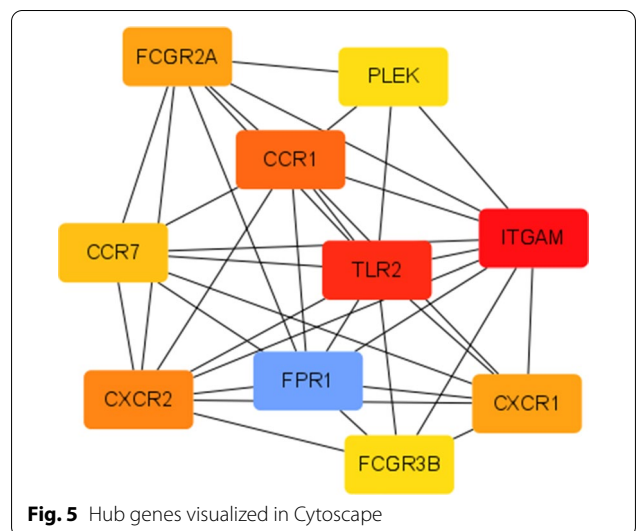 FCGR2A
PLEK
CCR1
ITGAM
CCR7
TLR2
FPR1
CXCR2
CXCR1
FCGR3B
Fig. 5 Hub genes visualized in Cytoscape